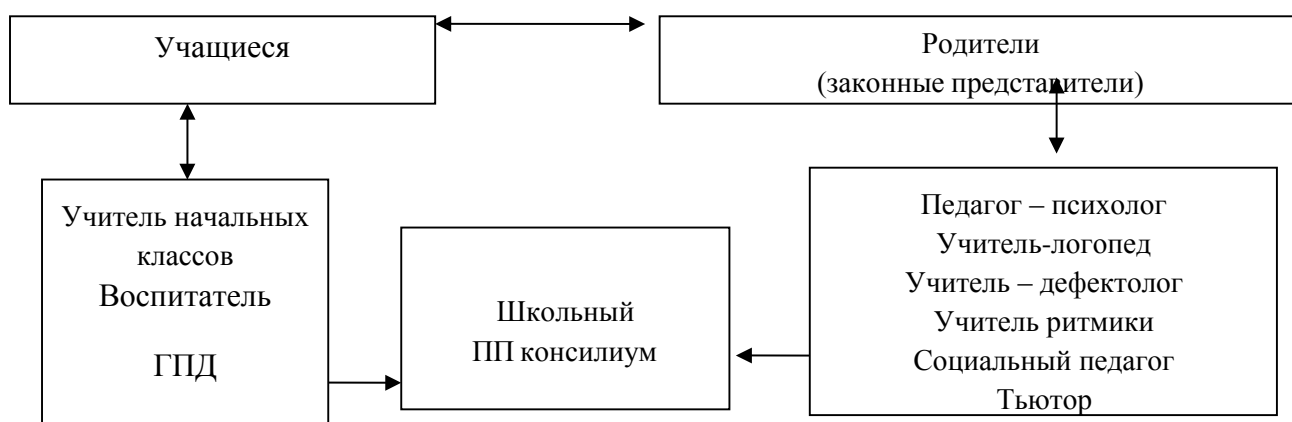 Учащиеся
Родители
(законные представители)
Учитель начальных
классов
Воспитатель
ГПД
Школьный
ПП консилиум
Педагог – психолог
Учитель-логопед
Учитель – дефектолог
Учитель ритмики
Социальный педагог
Тьютор